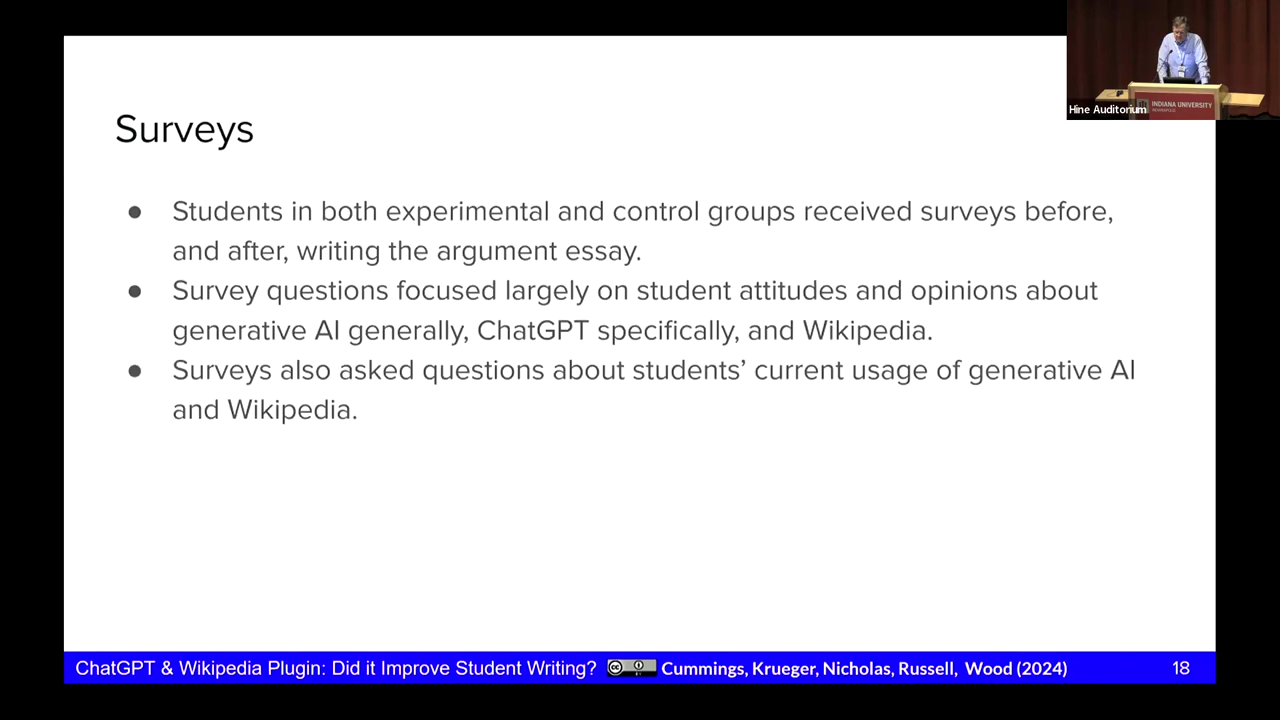 Surveys
● Students in both experimental and control groups received surveys before,
and after, writing the argument essay.
● Survey questions focused largely on student attitudes and opinions about
generative AI generally, ChatGPT specifically, and Wikipedia.
● Surveys also asked questions about students’ current usage of generative AI
and Wikipedia.
Hine Auditorium
INDIANA UNIVERSITY
ChatGPT & Wikipedia Plugin: Did it Improve Student Writing? Cummings, Krueger, Nicholas, Russell, Wood (2024) 18